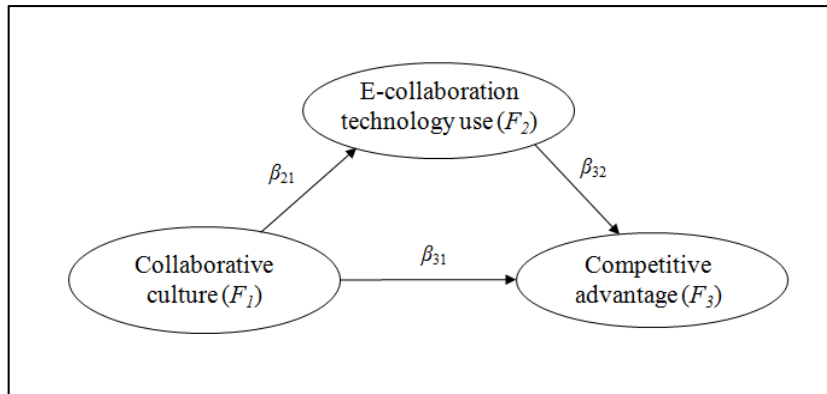 E-collaboration
technology use (F₂)
β₂₁
β₃₂
Collaborative
culture (F₁)
β₃₁
Competitive
advantage (F₃)